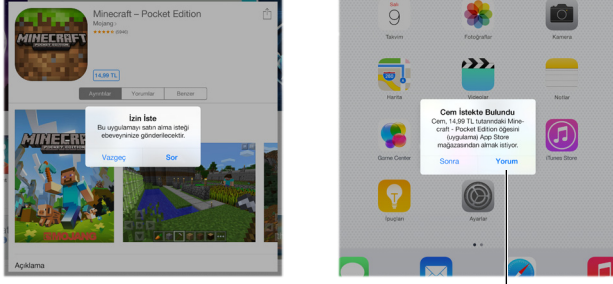 Minecraft – Pocket Edition
Mojang
14,99 TL
Ayrıntılar
Yorumlar
Benzer
MINECRAFT
İzin İste
Bu uygulamayı satın alma isteği
ebeveyninize gönderilecektir.
Vazgeç
Sor
Açıklama
9
Takvim
Fotoğraflar
Kamera
Harita
Videolar
Notlar
Cem İstekte Bulundu
Cem, 14,99 TL tutarındaki Mine-
craft - Pocket Edition öğesini
(uygulama) App Store
mağazasından almak istiyor.
Sonra
Yorum
Game Center
iTunes Store
İpuçları
Ayarlar